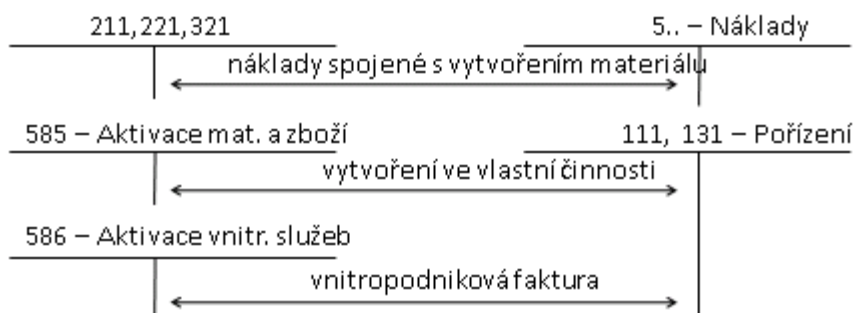 211,221,321
5.. – Náklady
náklady spojené s vytvořením materiálu
585 – Aktivace mat. a zboží
111, 131 – Pořízení
vytvoření ve vlastní činnosti
586 – Aktivace vnitr. služeb
vnitropodniková faktura